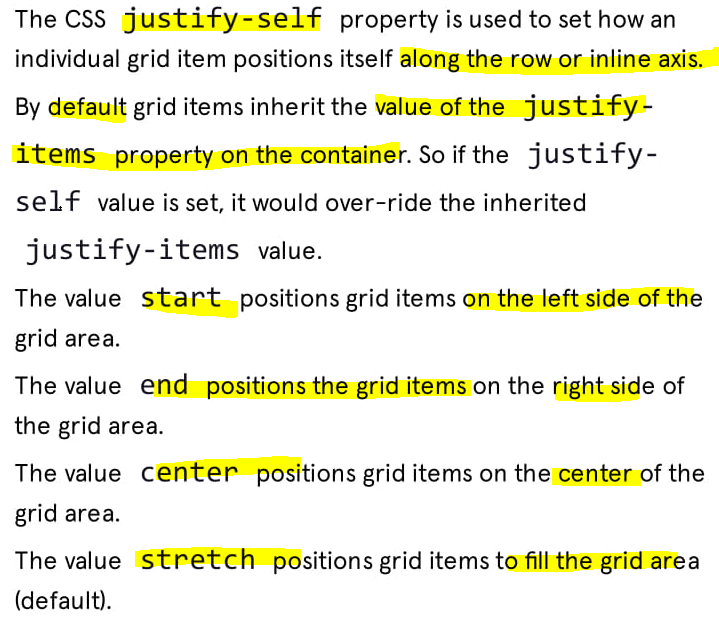 The CSS justify-self property is used to set how an
individual grid item positions itself along the row or inline axis.
By default grid items inherit the value of the justify-
items property on the container. So if the justify-
self value is set, it would over-ride the inherited
justify-items value.
The value start positions grid items on the left side of the
grid area.
The value end positions the grid items on the right side of
the grid area.
The value center positions grid items on the center of the
grid area.
The value stretch positions grid items to fill the grid area
(default).